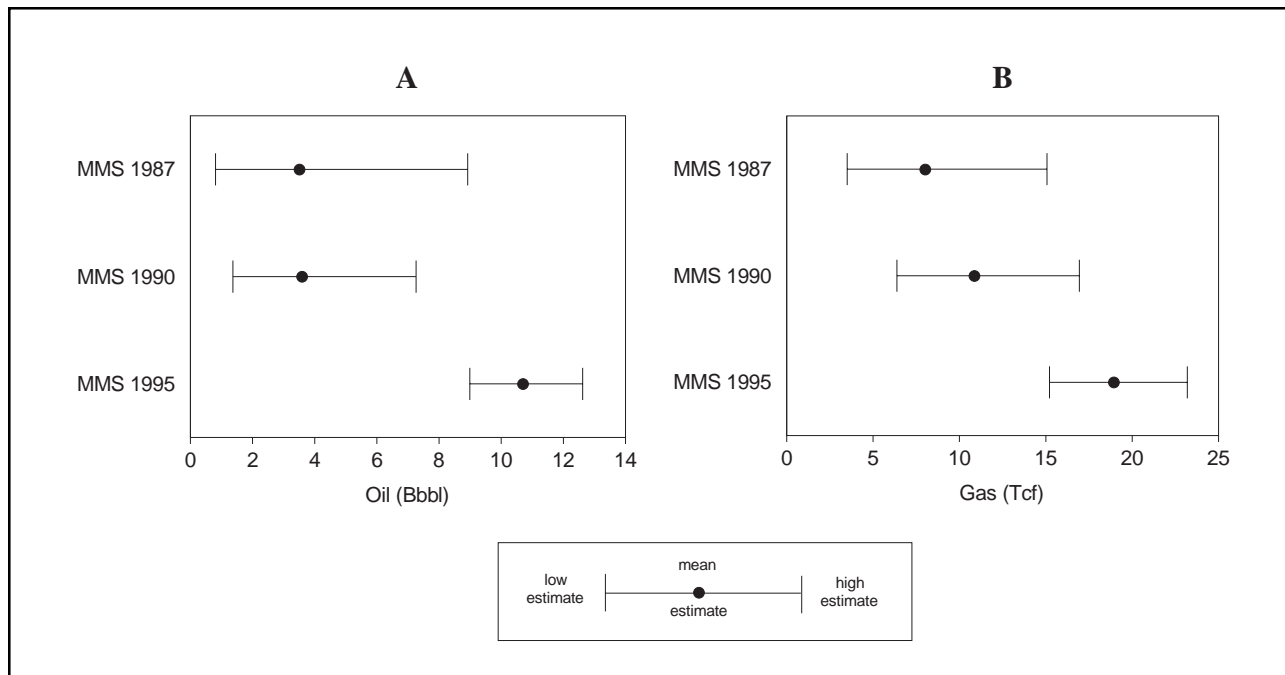 A
MMS 1987
MMS 1990
MMS 1995
0 2 4 6 8 10 12 14
Oil (Bbbl)
B
MMS 1987
MMS 1990
MMS 1995
0 5 10 15 20 25
Gas (Tcf)
low
estimate
mean
estimate
high
estimate